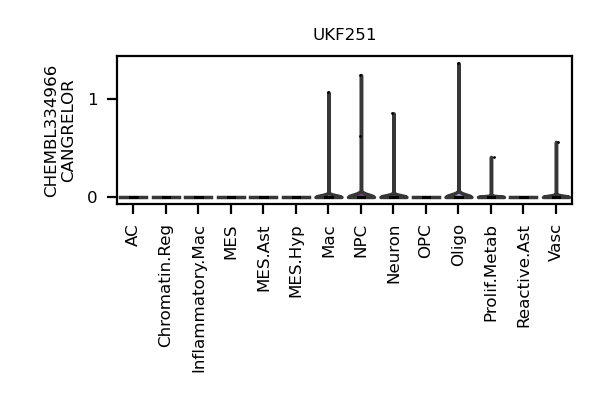 UKF251
CHEMBL334966
CANGRELOR
1
0
AC
Chromatin.Reg
Inflammatory.Mac
MES
MES.Ast
MES.Hyp
Mac
NPC
Neuron
OPC
Oligo
Prolif.Metab
Reactive.Ast
Vasc